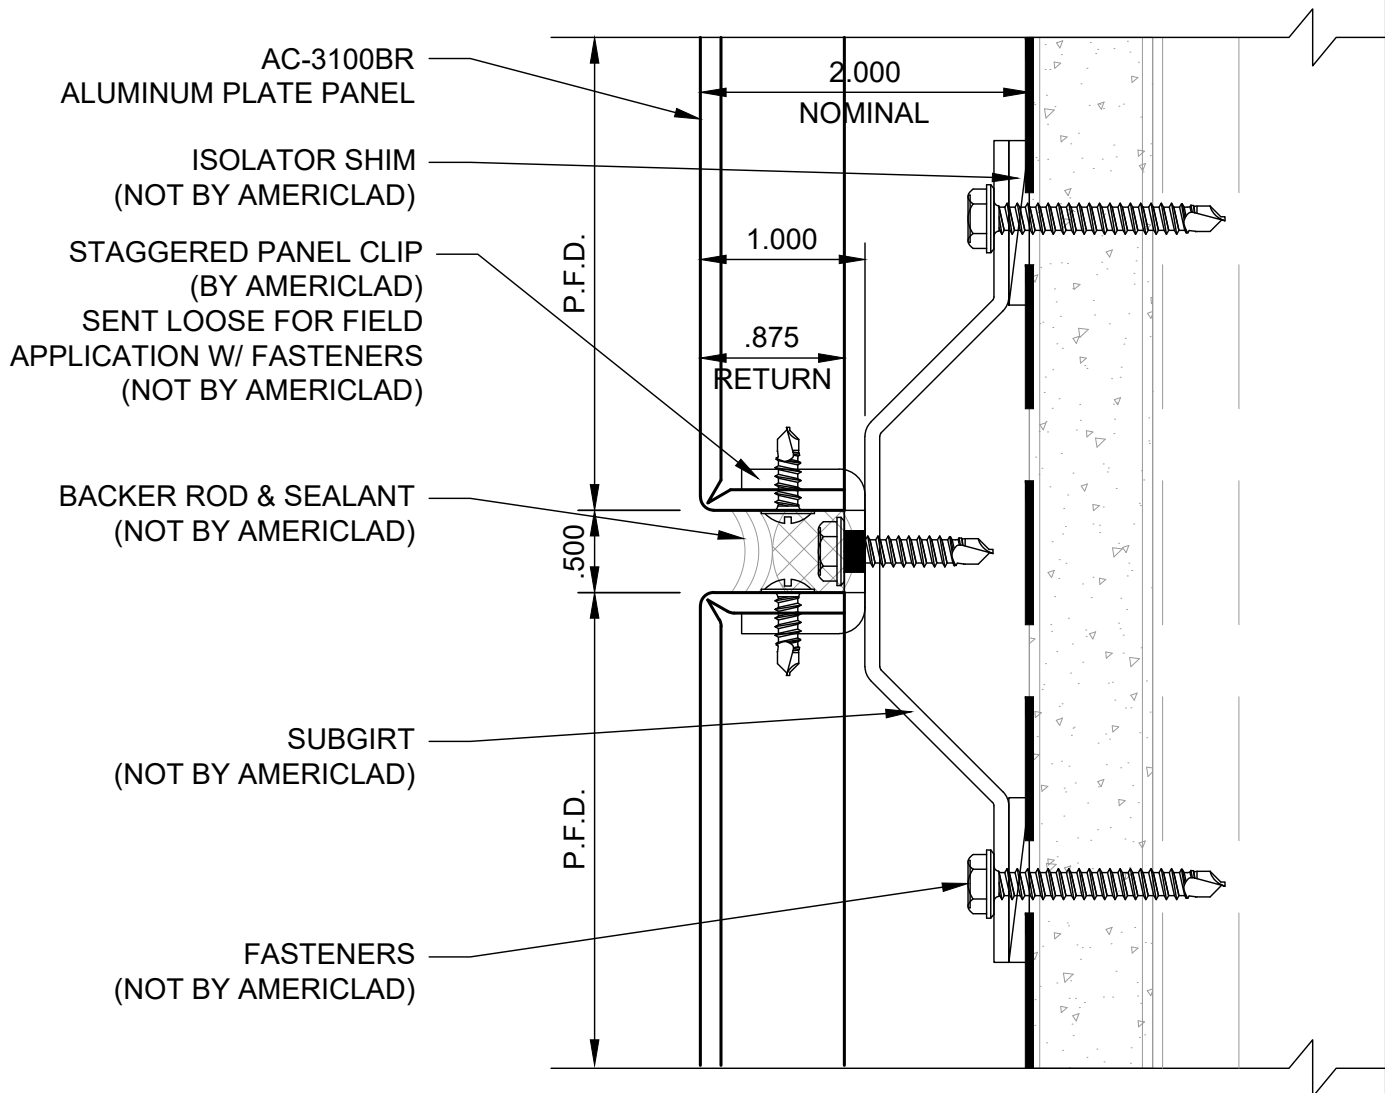 AC-3100BR
ALUMINUM PLATE PANEL
2.000
NOMINAL
ISOLATOR SHIM
(NOT BY AMERICLAD)
STAGGERED PANEL CLIP
(BY AMERICLAD)
SENT LOOSE FOR FIELD
APPLICATION W/ FASTENERS
(NOT BY AMERICLAD)
P.F.D.
1.000
.875
RETURN
BACKER ROD & SEALANT
(NOT BY AMERICLAD)
.500
SUBGIRT
(NOT BY AMERICLAD)
P.F.D.
FASTENERS
(NOT BY AMERICLAD)